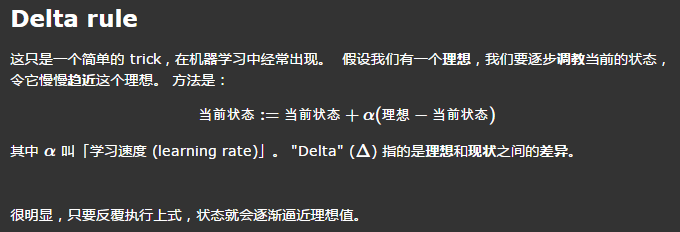 Delta rule
这只是一个简单的 trick，在机器学习中经常出现。 假设我们有一个理想，我们要逐步调教当前的状态，
令它慢慢趋近这个理想。 方法是：
当前状态 := 当前状态 + α(理想 − 当前状态)
其中 α 叫「学习速度 (learning rate)」。 "Delta" (Δ) 指的是理想和现状之间的差异。
很明显，只要反覆执行上式，状态就会逐渐逼近理想值。